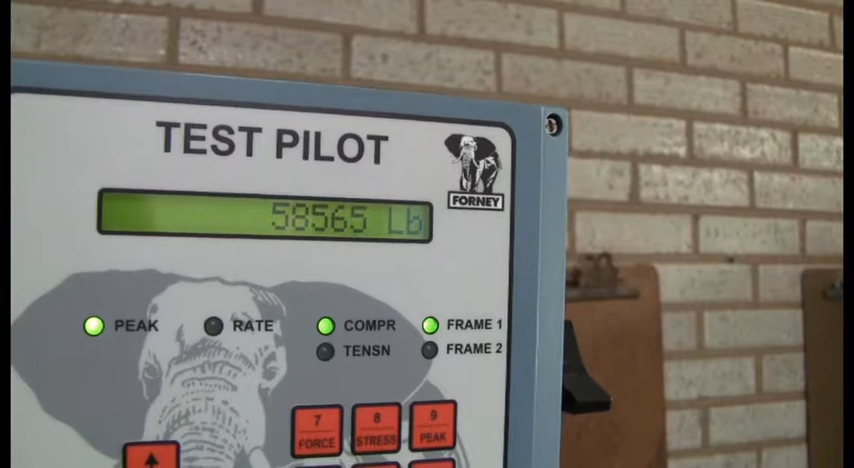 TEST PILOT
FORNEY
58565 Lb
PEAK RATE COMPR FRAME 1
TENSN FRAME 2
7 8 9
FORCE STRESS PEAK